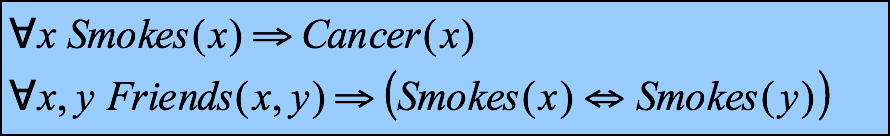 ∀x Smokes(x) ⇒ Cancer(x)
∀x, y Friends(x, y) ⇒ (Smokes(x) ⇔ Smokes(y))